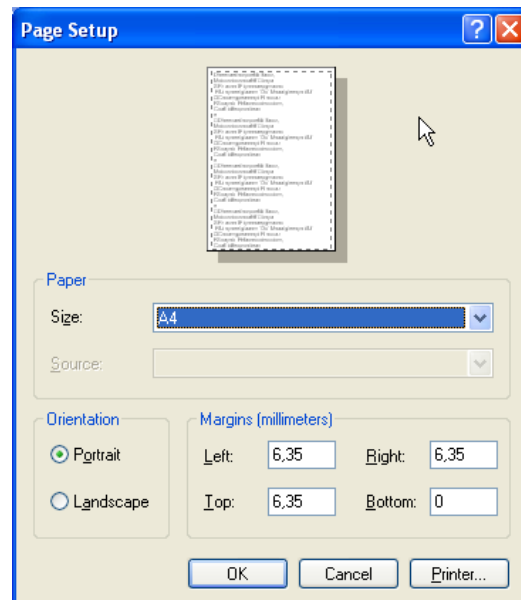 Page Setup
Paper
Size: A4
Source:
Orientation
Portrait
Landscape
Margins (millimeters)
Left: 6,35 Right: 6,35
Top: 6,35 Bottom: 0
OK Cancel Printer...